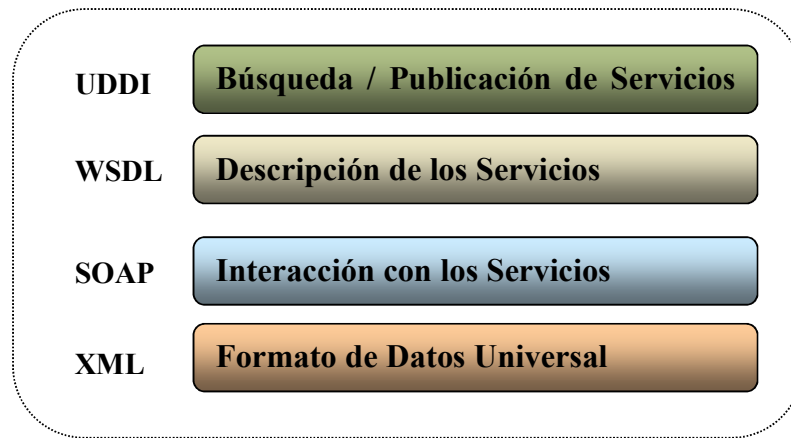 UDDI Búsqueda / Publicación de Servicios
WSDL Descripción de los Servicios
SOAP Interacción con los Servicios
XML Formato de Datos Universal